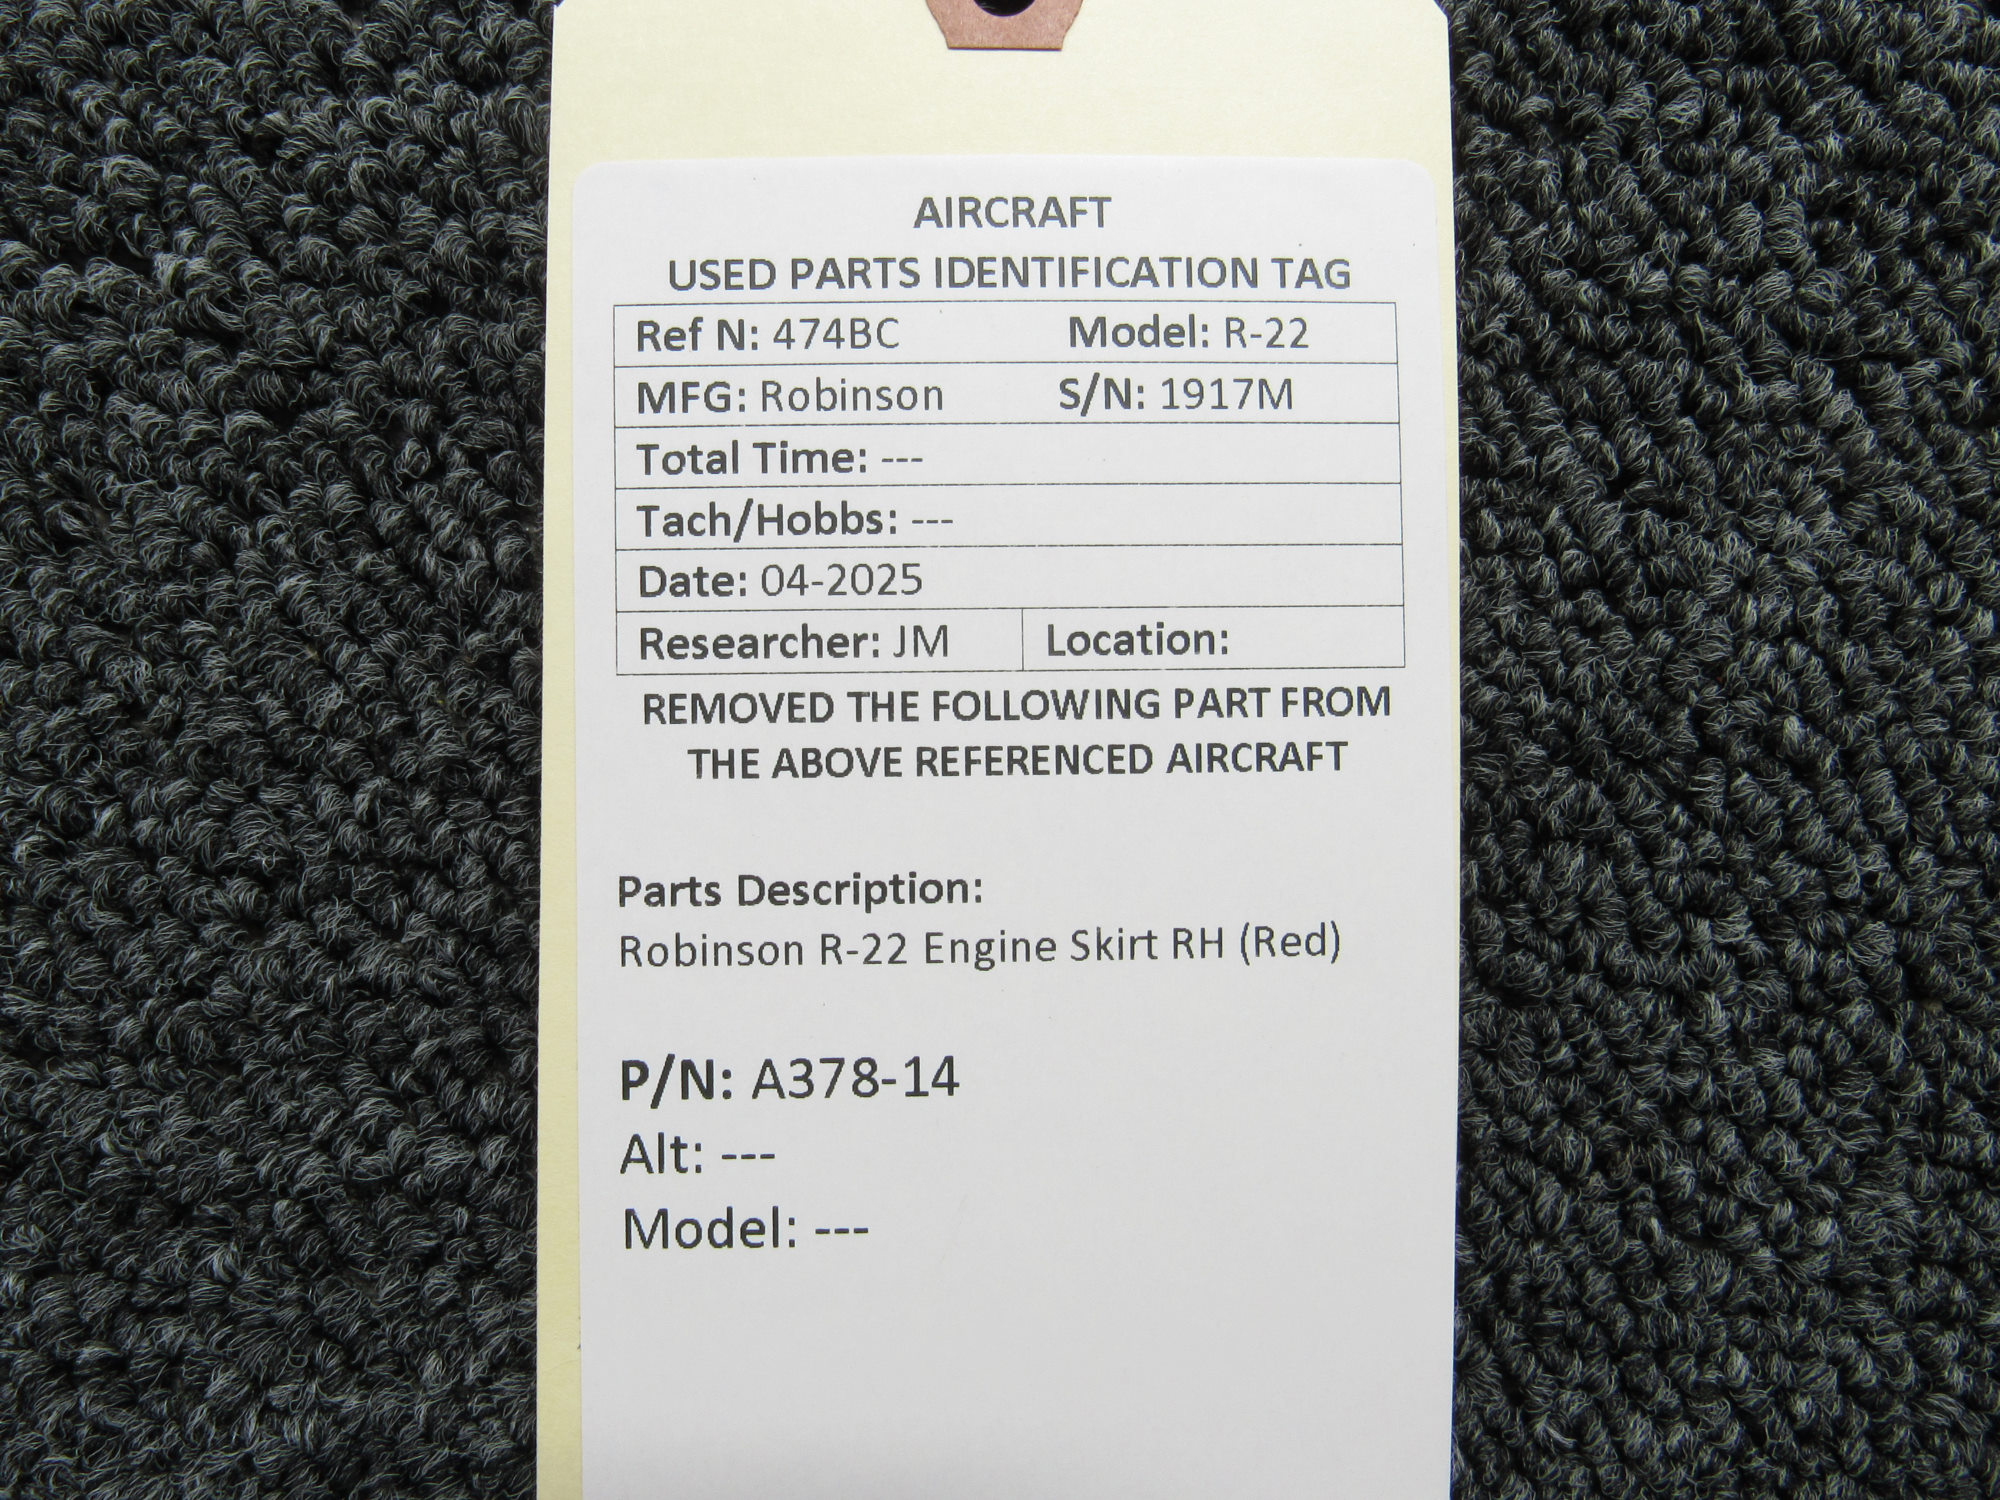 AIRCRAFT
USED PARTS IDENTIFICATION TAG
Ref N: 474BC Model: R-22
MFG: Robinson S/N: 1917M
Total Time: ---
Tach/Hobbs: ---
Date: 04-2025
Researcher: JM Location:
REMOVED THE FOLLOWING PART FROM
THE ABOVE REFERENCED AIRCRAFT
Parts Description:
Robinson R-22 Engine Skirt RH (Red)
P/N: A378-14
Alt: ---
Model: ---